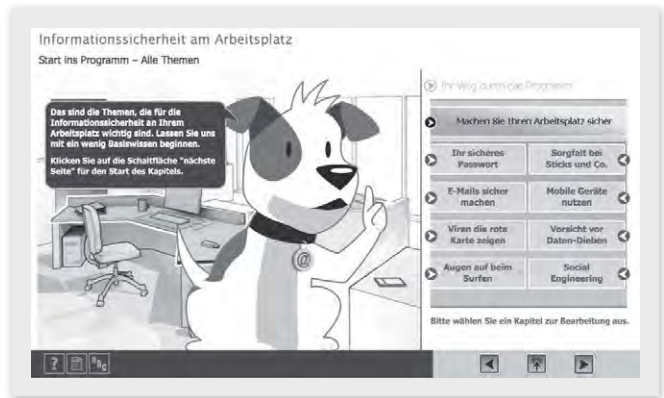 Informationssicherheit am Arbeitsplatz
Start ins Programm – Alle Themen
Das sind die Themen, die für die
Informationssicherheit an Ihrem
Arbeitsplatz wichtig sind. Lassen Sie uns
mit ein wenig Basiswissen beginnen.
Klicken Sie auf die Schaltfläche "nächste
Seite" für den Start des Kapitels.
@
Ihr Weg durch das Programm
Machen Sie Ihren Arbeitsplatz sicher
Ihr sicheres
Passwort
Sorgfalt bei
Sticks und Co.
E-Mails sicher
machen
Mobile Geräte
nutzen
Viren die rote
Karte zeigen
Vorsicht vor
Daten-Dieben
Augen auf beim
Surfen
Social
Engineering
Bitte wählen Sie ein Kapitel zur Bearbeitung aus.
?